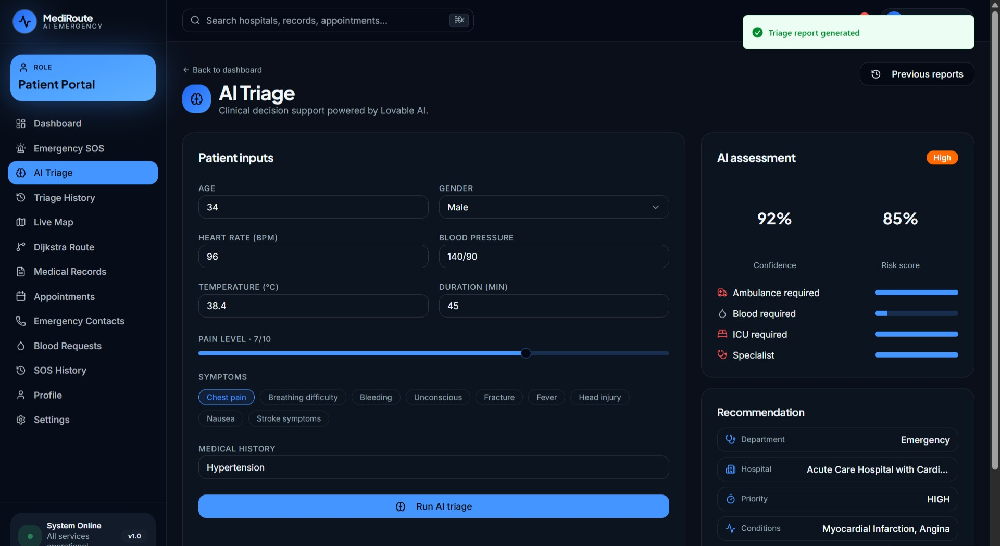 MediRoute
AI EMERGENCY
Search hospitals, records, appointments...
⌘K
Triage report generated
ROLE
Patient Portal
Dashboard
Emergency SOS
AI Triage
Triage History
Live Map
Dijkstra Route
Medical Records
Appointments
Emergency Contacts
Blood Requests
SOS History
Profile
Settings
System Online
All services
operational
v1.0
Back to dashboard
Previous reports
AI Triage
Clinical decision support powered by Lovable AI.
Patient inputs
AGE
34
GENDER
Male
HEART RATE (BPM)
96
BLOOD PRESSURE
140/90
TEMPERATURE (°C)
38.4
DURATION (MIN)
45
PAIN LEVEL · 7/10
SYMPTOMS
Chest pain
Breathing difficulty
Bleeding
Unconscious
Fracture
Fever
Head injury
Nausea
Stroke symptoms
MEDICAL HISTORY
Hypertension
Run AI triage
AI assessment
High
92%
85%
Confidence
Risk score
Ambulance required
Blood required
ICU required
Specialist
Recommendation
Department
Emergency
Hospital
Acute Care Hospital with Cardi...
Priority
HIGH
Conditions
Myocardial Infarction, Angina